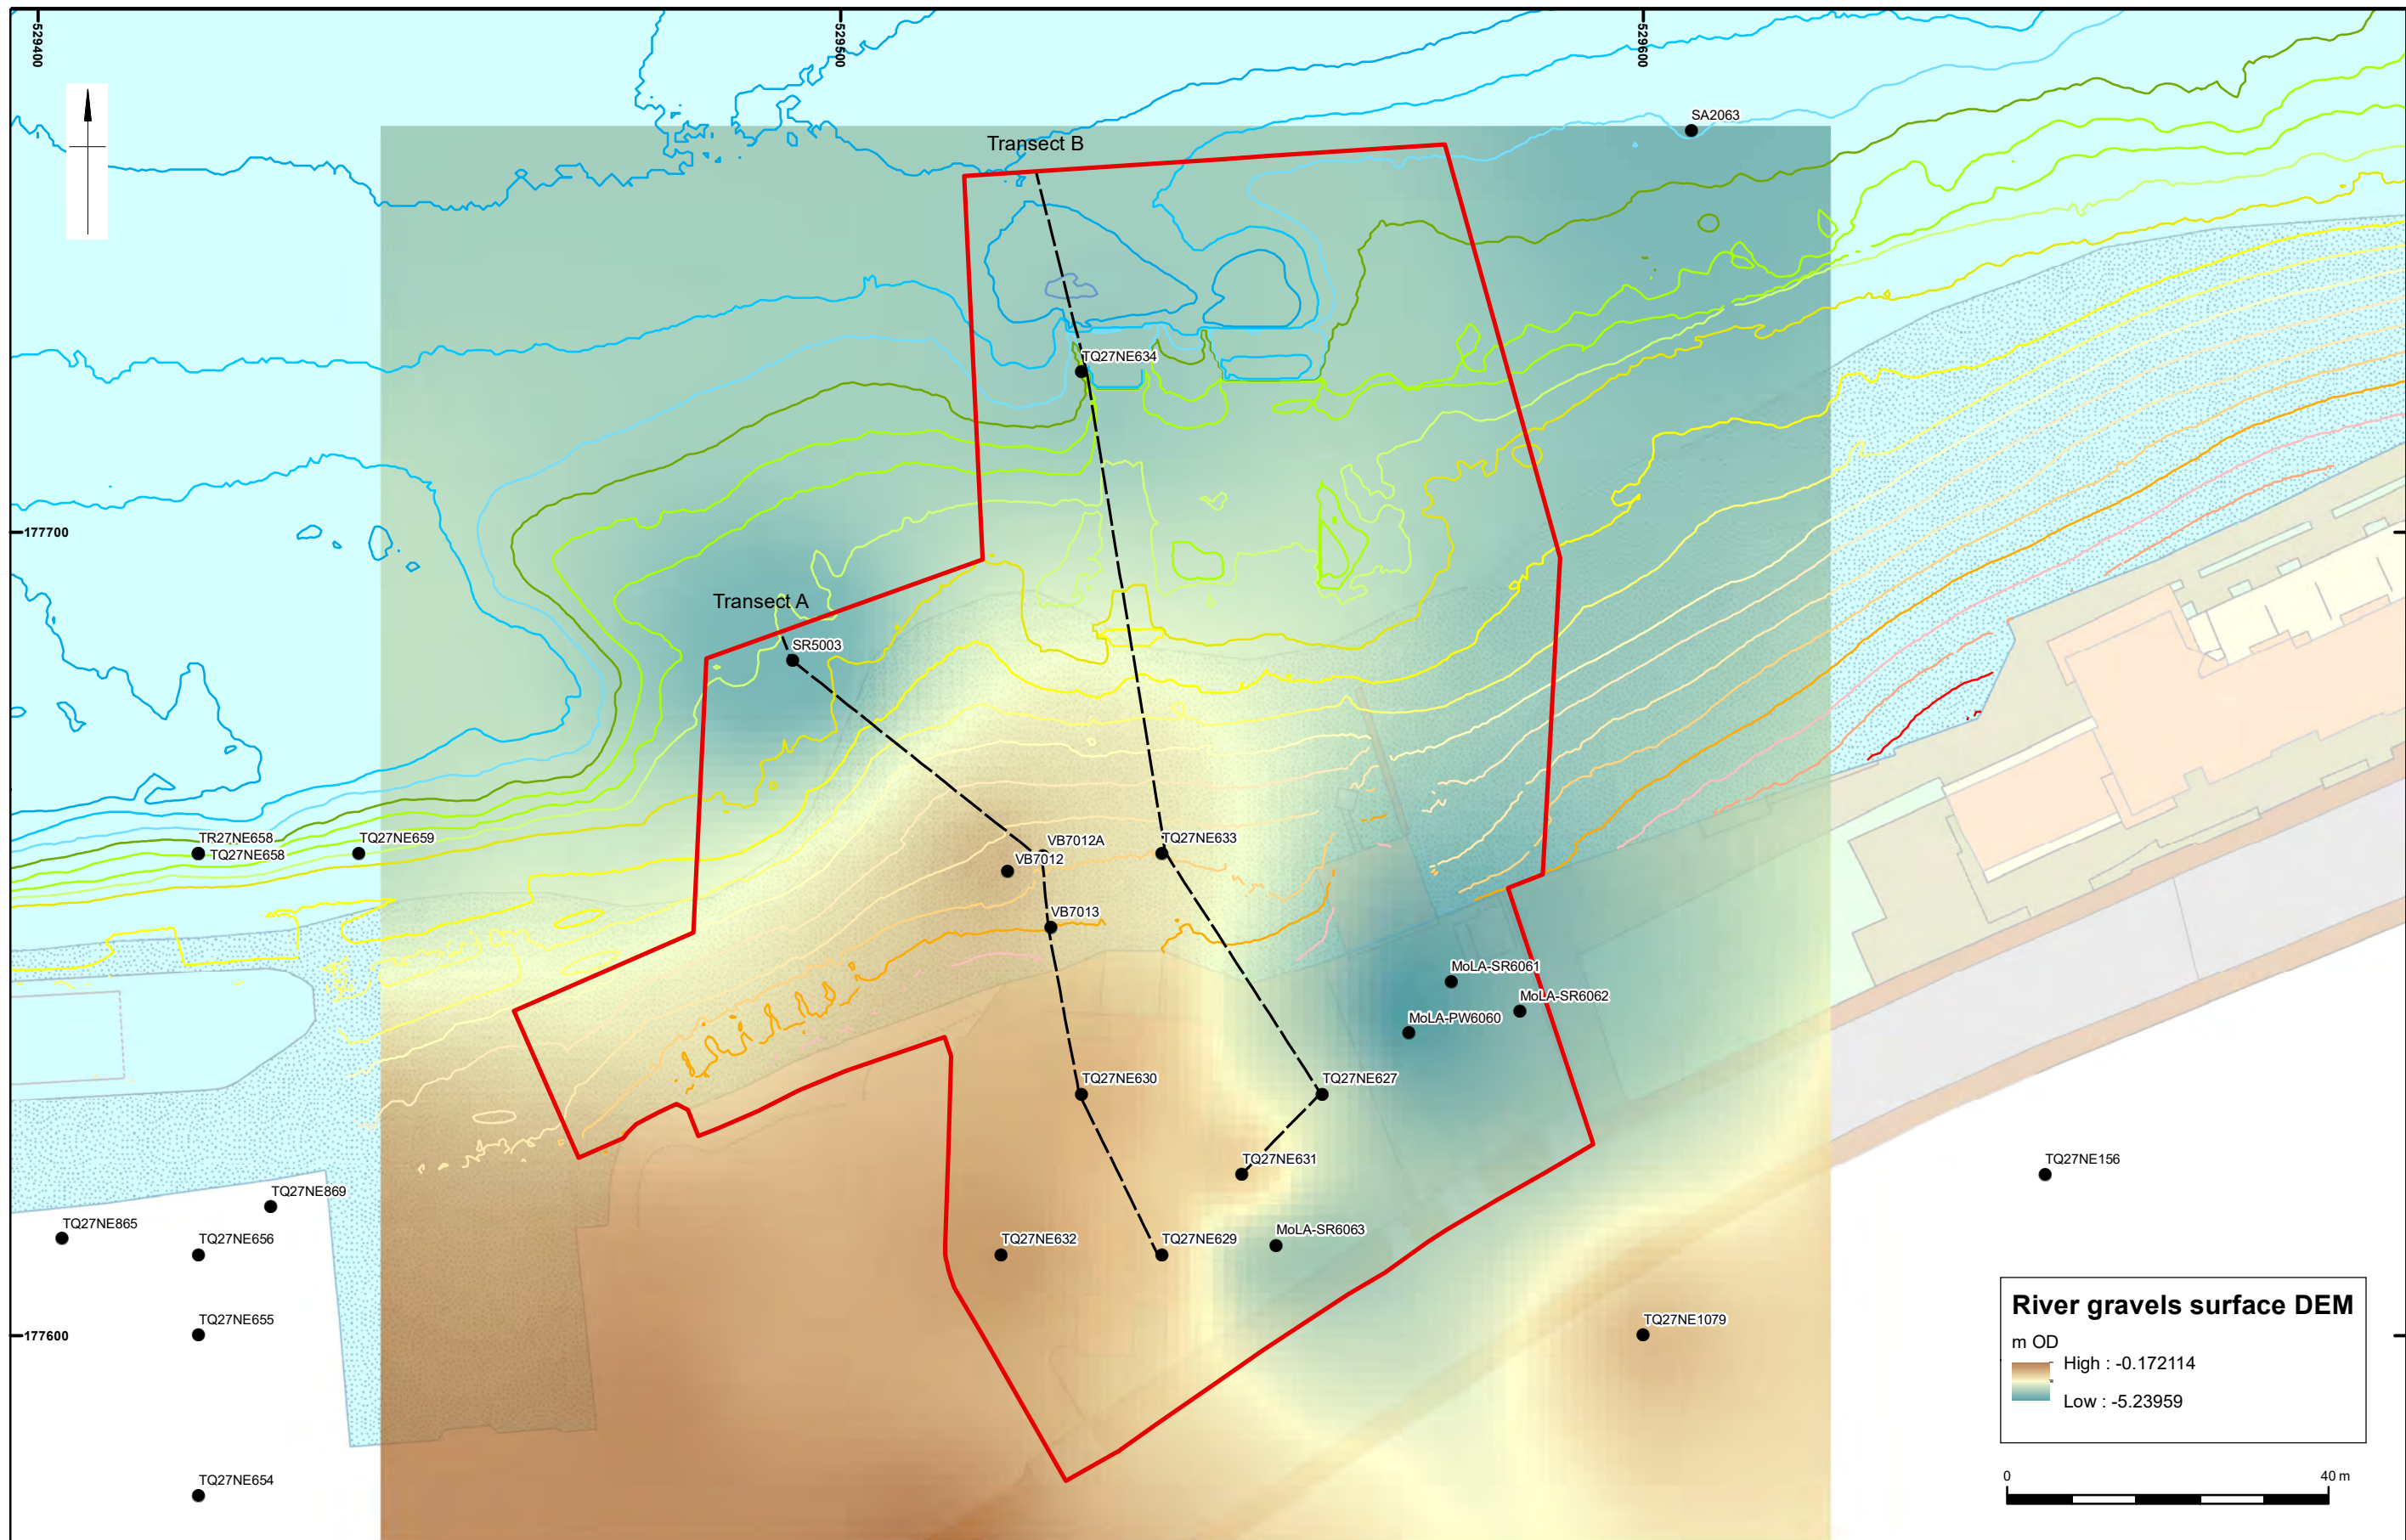 529400
529500
529600
SA2063
Transect B
TQ27NE634
177700
Transect A
SR5003
TR27NE658
TQ27NE658
TQ27NE659
VB7012A
VB7012
TQ27NE633
VB7013
MoLA-SR6061
MoLA-SR6062
MoLA-PW6060
TQ27NE630
TQ27NE627
TQ27NE631
TQ27NE156
TQ27NE869
TQ27NE865
TQ27NE656
TQ27NE632
TQ27NE629
MoLA-SR6063
TQ27NE655
177600
TQ27NE1079
TQ27NE654
River gravels surface DEM
m OD
High : -0.172114
Low : -5.23959
0 40 m